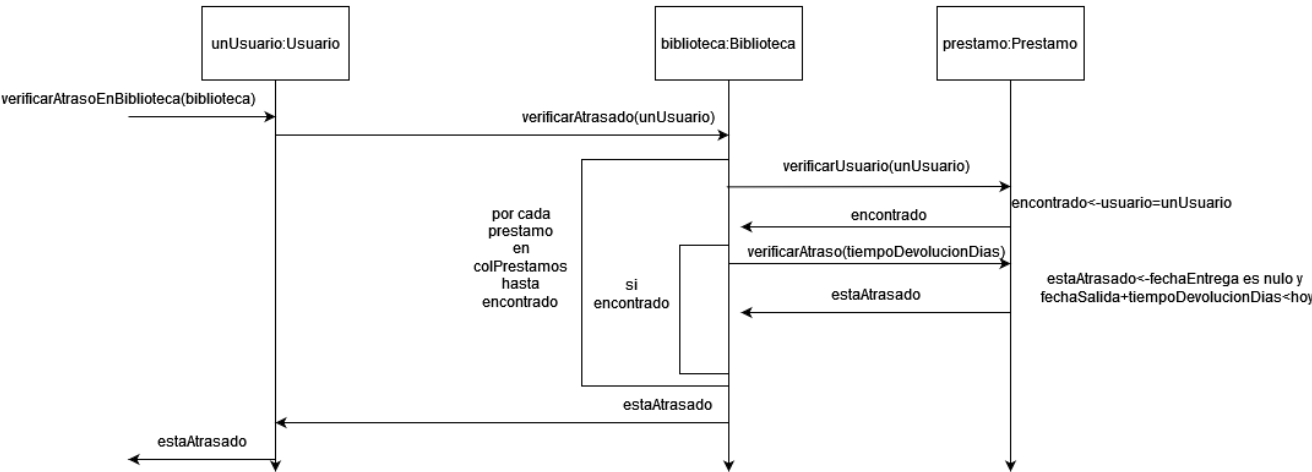 unUsuario:Usuario
biblioteca:Biblioteca
prestamo:Prestamo
verificarAtrasoEnBiblioteca(biblioteca)
verificarAtrasado(unUsuario)
verificarUsuario(unUsuario)
encontrado<-usuario=unUsuario
encontrado
por cada
prestamo
en
colPrestamos
hasta
encontrado
verificarAtraso(tiempoDevolucionDias)
si
encontrado
estaAtrasado<-fechaEntrega es nulo y
fechaSalida+tiempoDevolucionDias<hoy
estaAtrasado
estaAtrasado
estaAtrasado